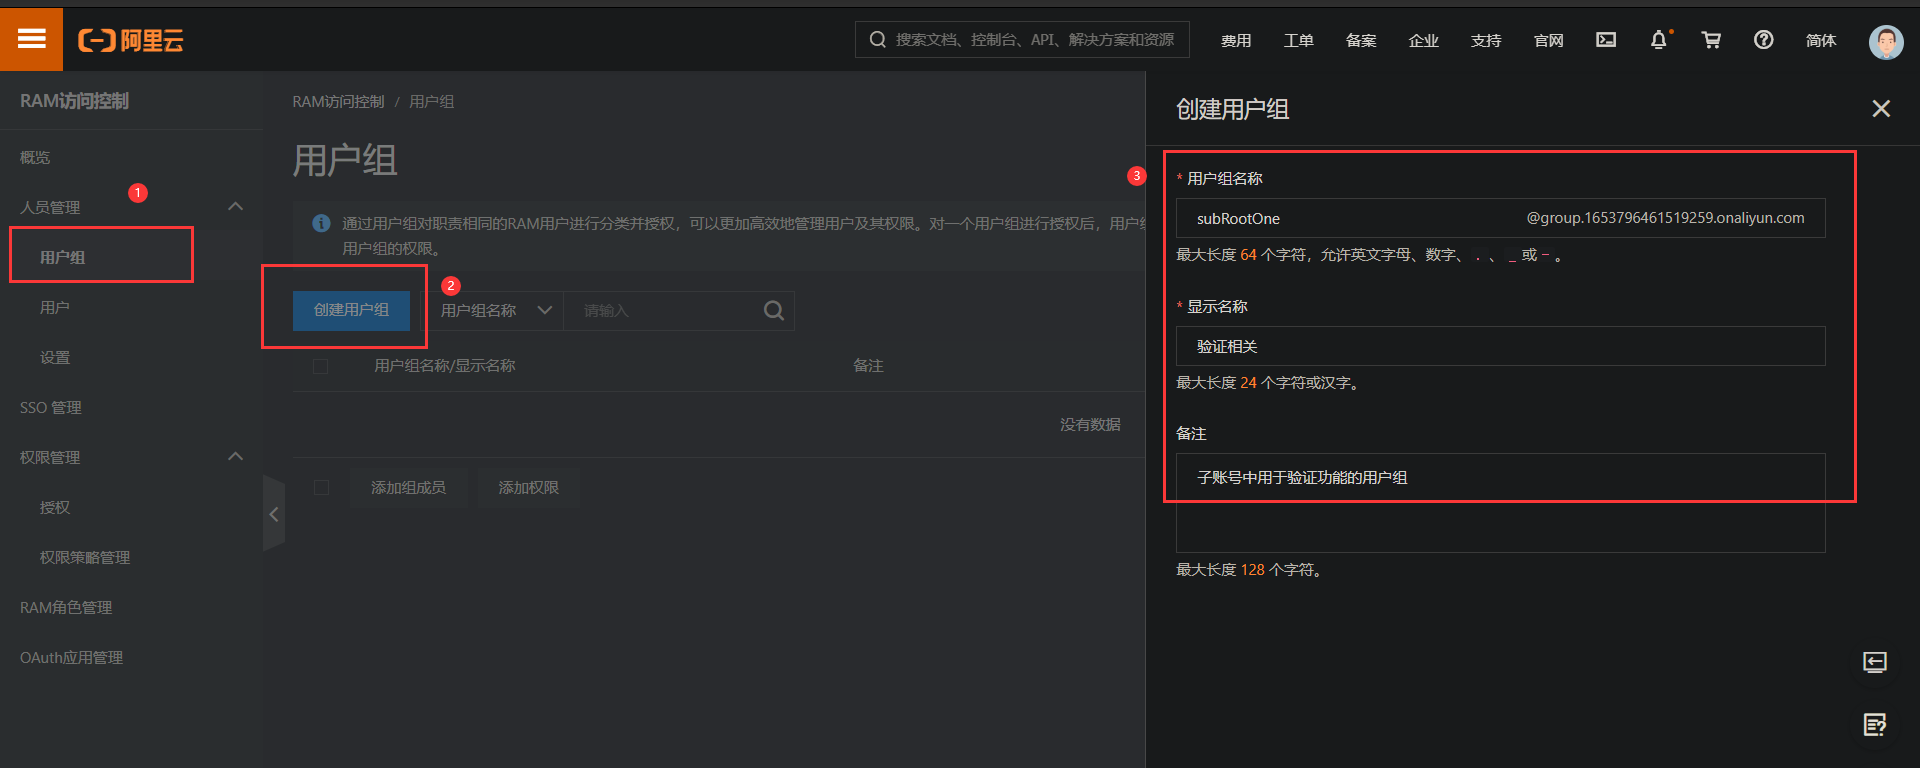 阿里云
搜索文档、控制台、API、解决方案和资源
费用
工单
备案
企业
支持
官网
简体
RAM访问控制
概览
人员管理
1
用户组
用户
设置
SSO 管理
权限管理
授权
权限策略管理
RAM角色管理
OAuth应用管理
RAM访问控制 / 用户组
用户组
通过用户组对职责相同的RAM用户进行分类并授权，可以更加高效地管理用户及其权限。对一个用户组进行授权后，用户组
用户组的权限。
创建用户组
2
用户组名称
请输入
用户组名称/显示名称
备注
没有数据
添加组成员
添加权限
创建用户组
3
* 用户组名称
subRootOne
@group.1653796461519259.onaliyun.com
最大长度 64 个字符，允许英文字母、数字、 . 、 _ 或 - 。
* 显示名称
验证相关
最大长度 24 个字符或汉字。
备注
子账号中用于验证功能的用户组
最大长度 128 个字符。